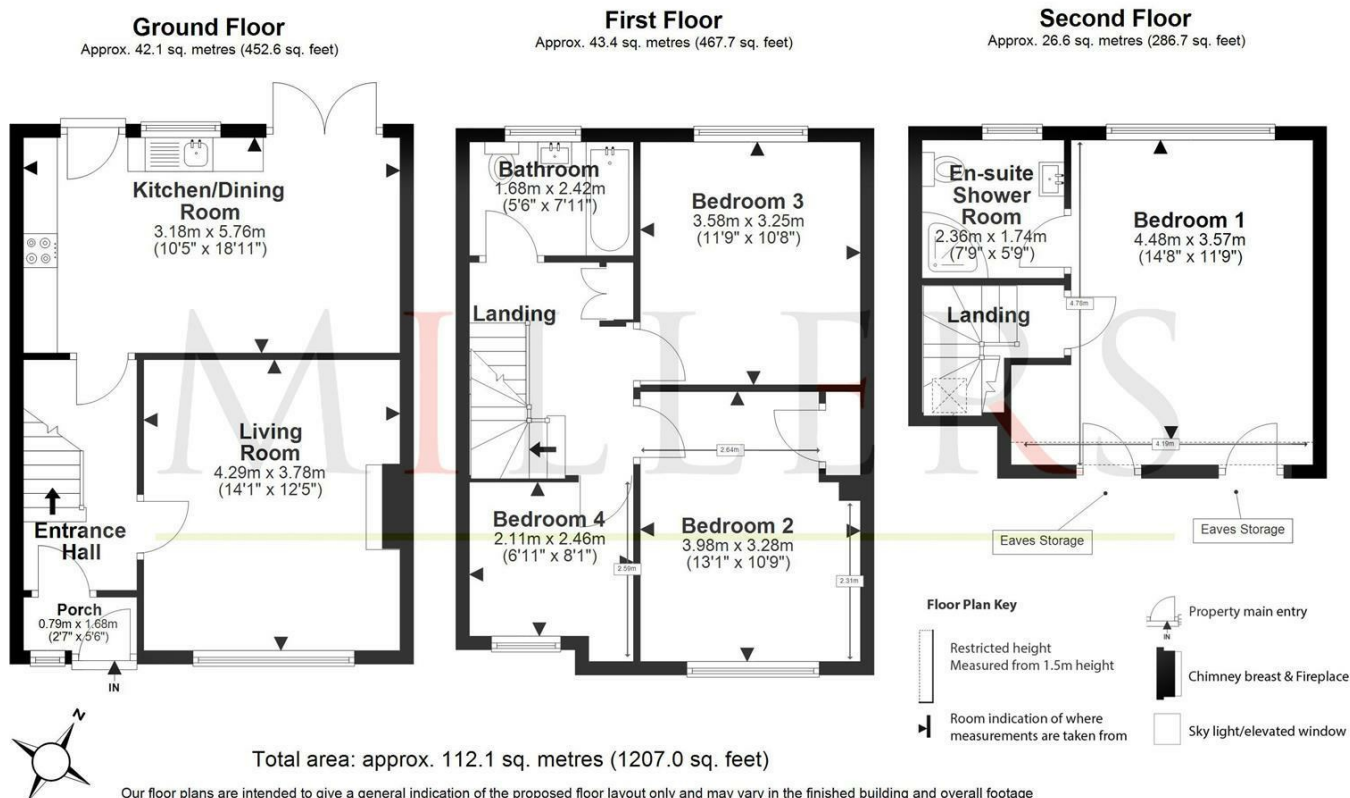 Ground Floor
Approx. 42.1 sq. metres (452.6 sq. feet)
Kitchen/Dining
Room
3.18m x 5.76m
(10'5" x 18'11")
Living
Room
4.29m x 3.78m
(14'1" x 12'5")
Entrance
Hall
Porch
0.79m x 1.68m
(2'7" x 5'6")
IN
First Floor
Approx. 43.4 sq. metres (467.7 sq. feet)
Bathroom
1.68m x 2.42m
(5'6" x 7'11")
Bedroom 3
3.58m x 3.25m
(11'9" x 10'8")
Landing
2.64m
Bedroom 4
2.11m x 2.46m
(6'11" x 8'1")
2.59m
Bedroom 2
3.98m x 3.28m
(13'1" x 10'9")
2.31m
Second Floor
Approx. 26.6 sq. metres (286.7 sq. feet)
En-suite
Shower
Room
2.36m x 1.74m
(7'9" x 5'9")
Bedroom 1
4.48m x 3.57m
(14'8" x 11'9")
4.78m
Landing
4.19m
Eaves Storage
Eaves Storage
MILLERS
Floor Plan Key
Restricted height
Measured from 1.5m height
Room indication of where
measurements are taken from
Property main entry
IN
Chimney breast & Fireplace
Sky light/elevated window
N
Total area: approx. 112.1 sq. metres (1207.0 sq. feet)
Our floor plans are intended to give a general indication of the proposed floor layout only and may vary in the finished building and overall footage